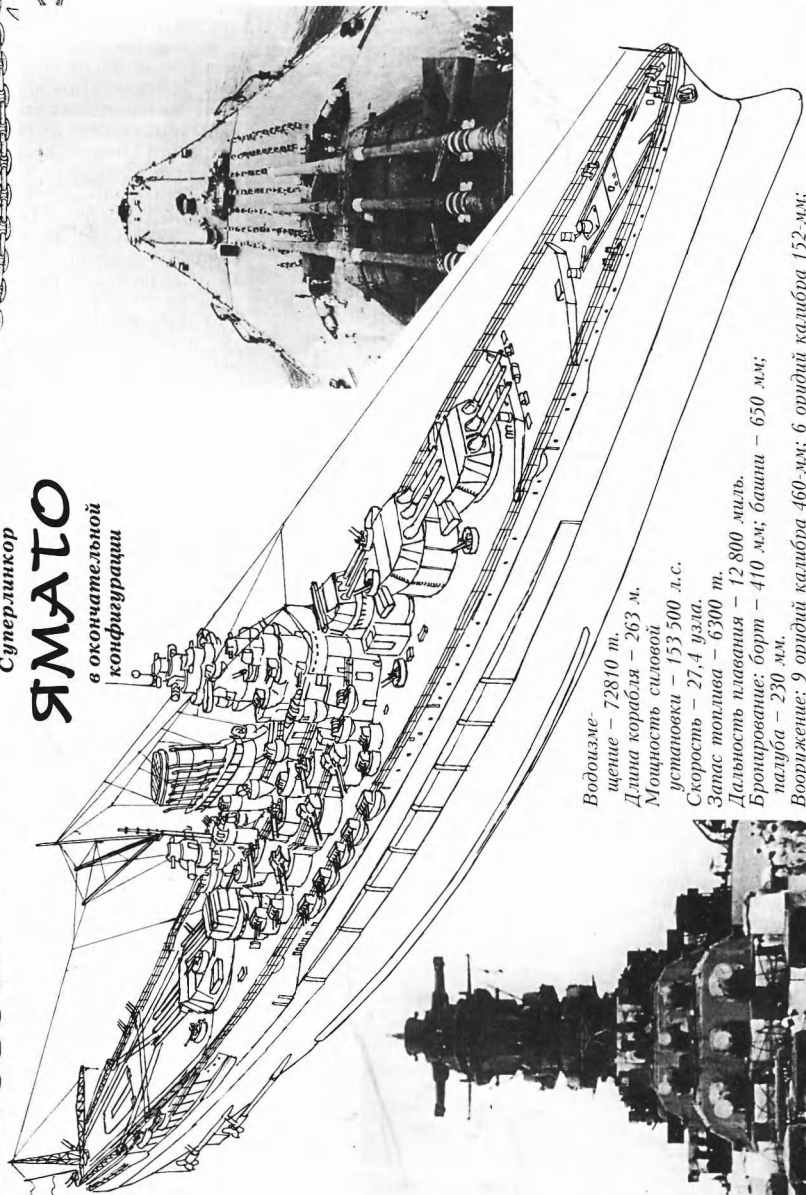 Суперлинкор
ЯМАТО
в окончательной
конфигурации
Водоизме-
щение – 72810 т.
Длина корабля – 263 м.
Мощность силовой
установки – 153 500 л.с.
Скорость – 27,4 узла.
Запас топлива – 6300 т.
Дальность плавания – 12 800 миль.
Бронирование: борт – 410 мм; башни – 650 мм;
палуба – 230 мм.
Вооружение: 9 орудий калибра 460-мм; 6 орудий калибра 152-мм;